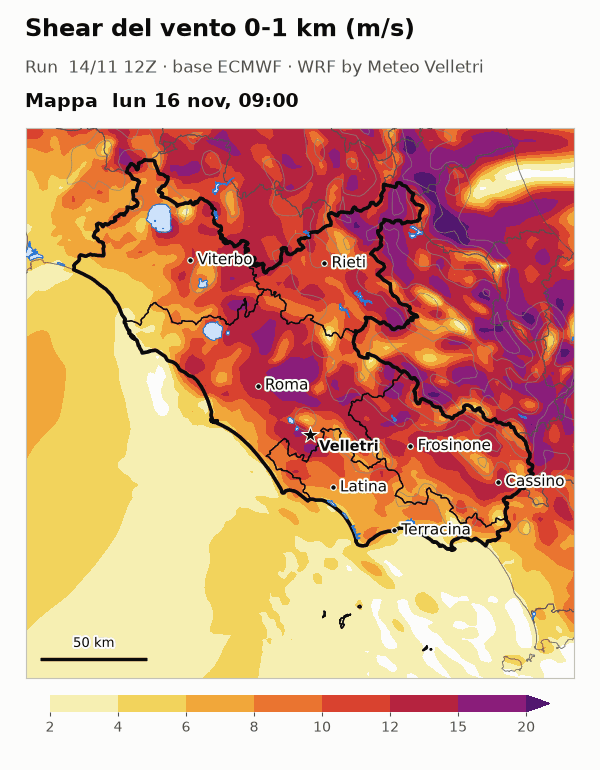 Shear del vento 0-1 km (m/s)
Run  14/11 12Z · base ECMWF · WRF by Meteo Velletri
Mappa  lun 16 nov, 09:00
Viterbo
Rieti
Roma
Velletri
Frosinone
Cassino
Latina
Terracina
50 km
2 4 6 8 10 12 15 20